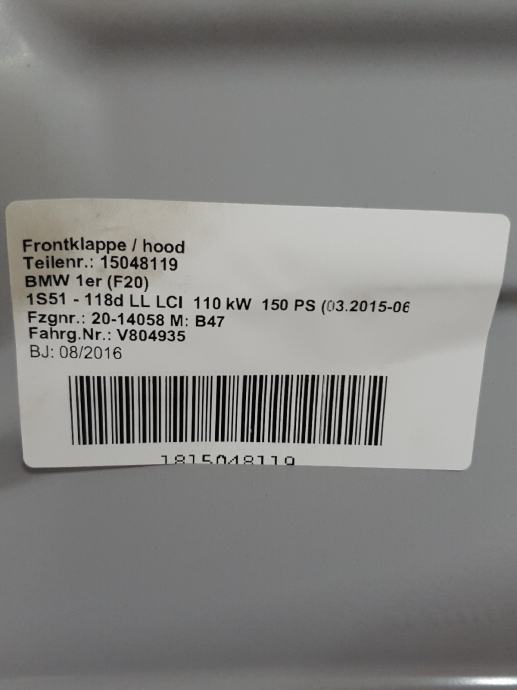 Frontklappe / hood
Teilenr.: 15048119
BMW 1er (F20)
1S51 - 118d LL LCI 110 kW 150 PS (03.2015-06
Fzgnr.: 20-14058 M: B47
Fahrg.Nr.: V804935
BJ: 08/2016
1815048119